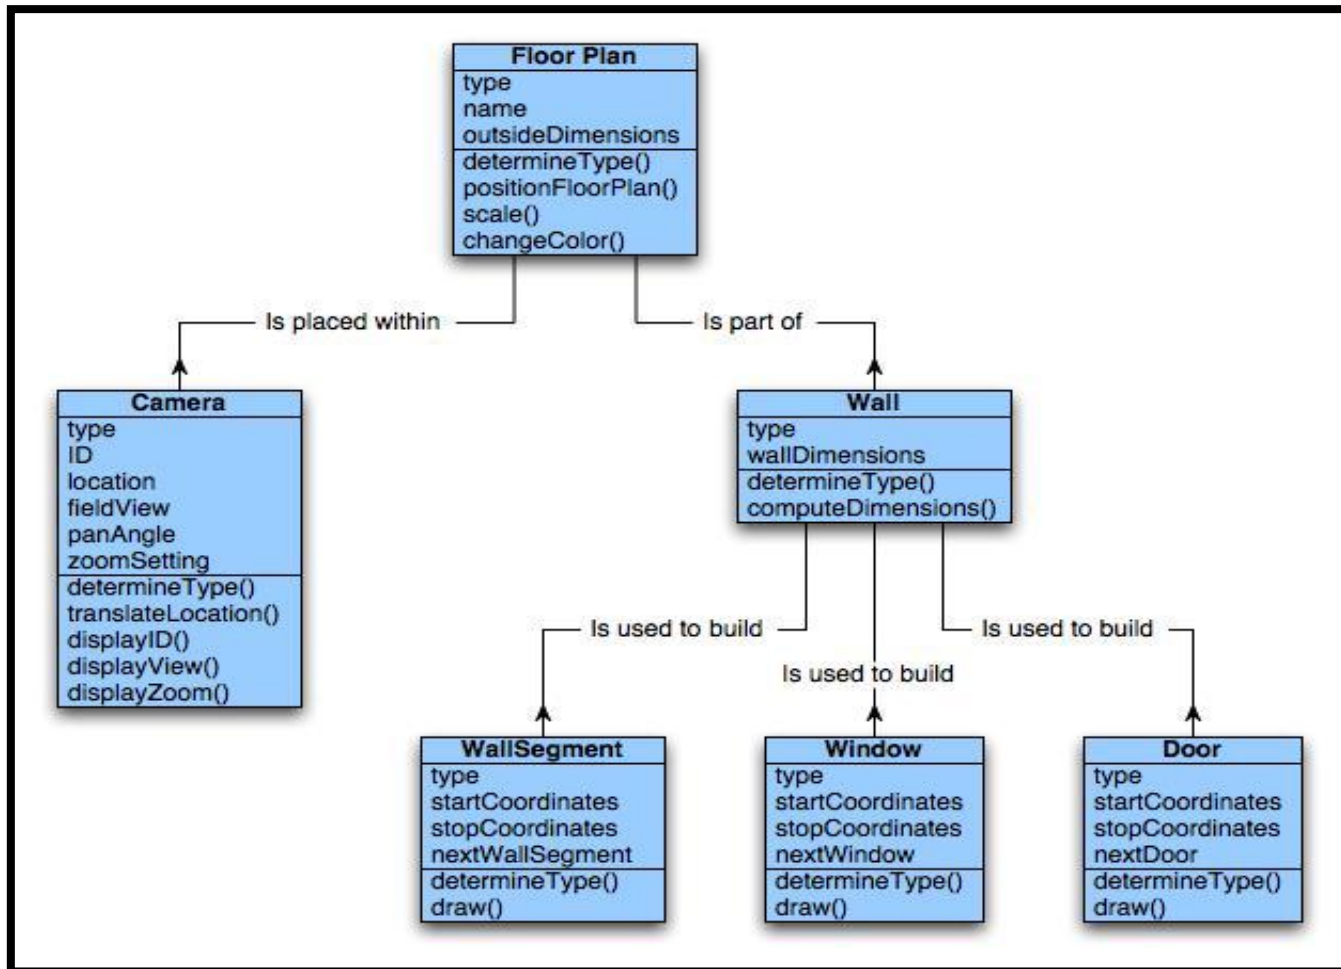 Floor Plan
type
name
outsideDimensions
determineType()
positionFloorPlan()
scale()
changeColor()
Is placed within
Is part of
Camera
type
ID
location
fieldView
panAngle
zoomSetting
determineType()
translateLocation()
displayID()
displayView()
displayZoom()
Wall
type
wallDimensions
determineType()
computeDimensions()
Is used to build
Is used to build
Is used to build
WallSegment
type
startCoordinates
stopCoordinates
nextWallSegment
determineType()
draw()
Window
type
startCoordinates
stopCoordinates
nextWindow
determineType()
draw()
Door
type
startCoordinates
stopCoordinates
nextDoor
determineType()
draw()